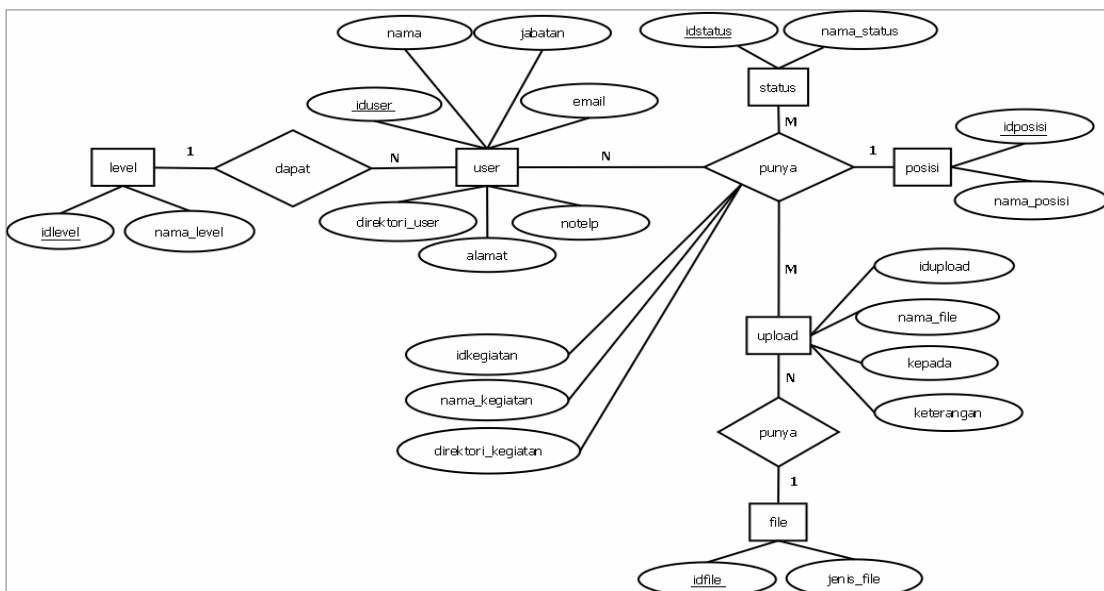 nama
jabatan
idstatus
nama_status
status
iduser
email
M
idposisi
1
N
N
1
level
dapat
user
punya
posisi
idlevel
nama_level
direktori_user
notelp
nama_posisi
alamat
M
idupload
nama_file
upload
idkegiatan
kepada
N
nama_kegiatan
keterangan
punya
direktori_kegiatan
1
file
idfile
jenis_file